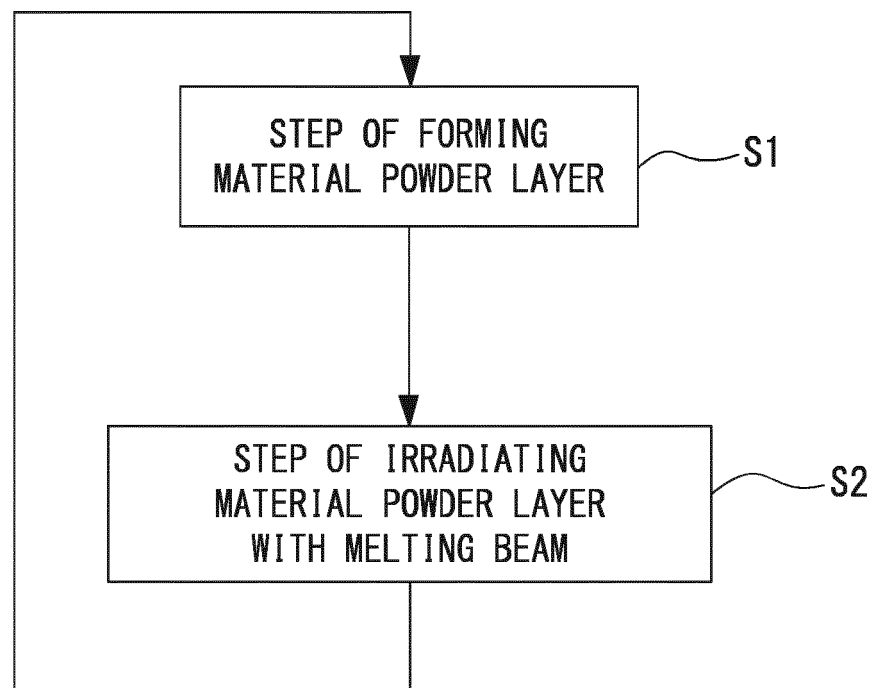 STEP OF FORMING
MATERIAL POWDER LAYER
S1
STEP OF IRRADIATING
MATERIAL POWDER LAYER
WITH MELTING BEAM
S2